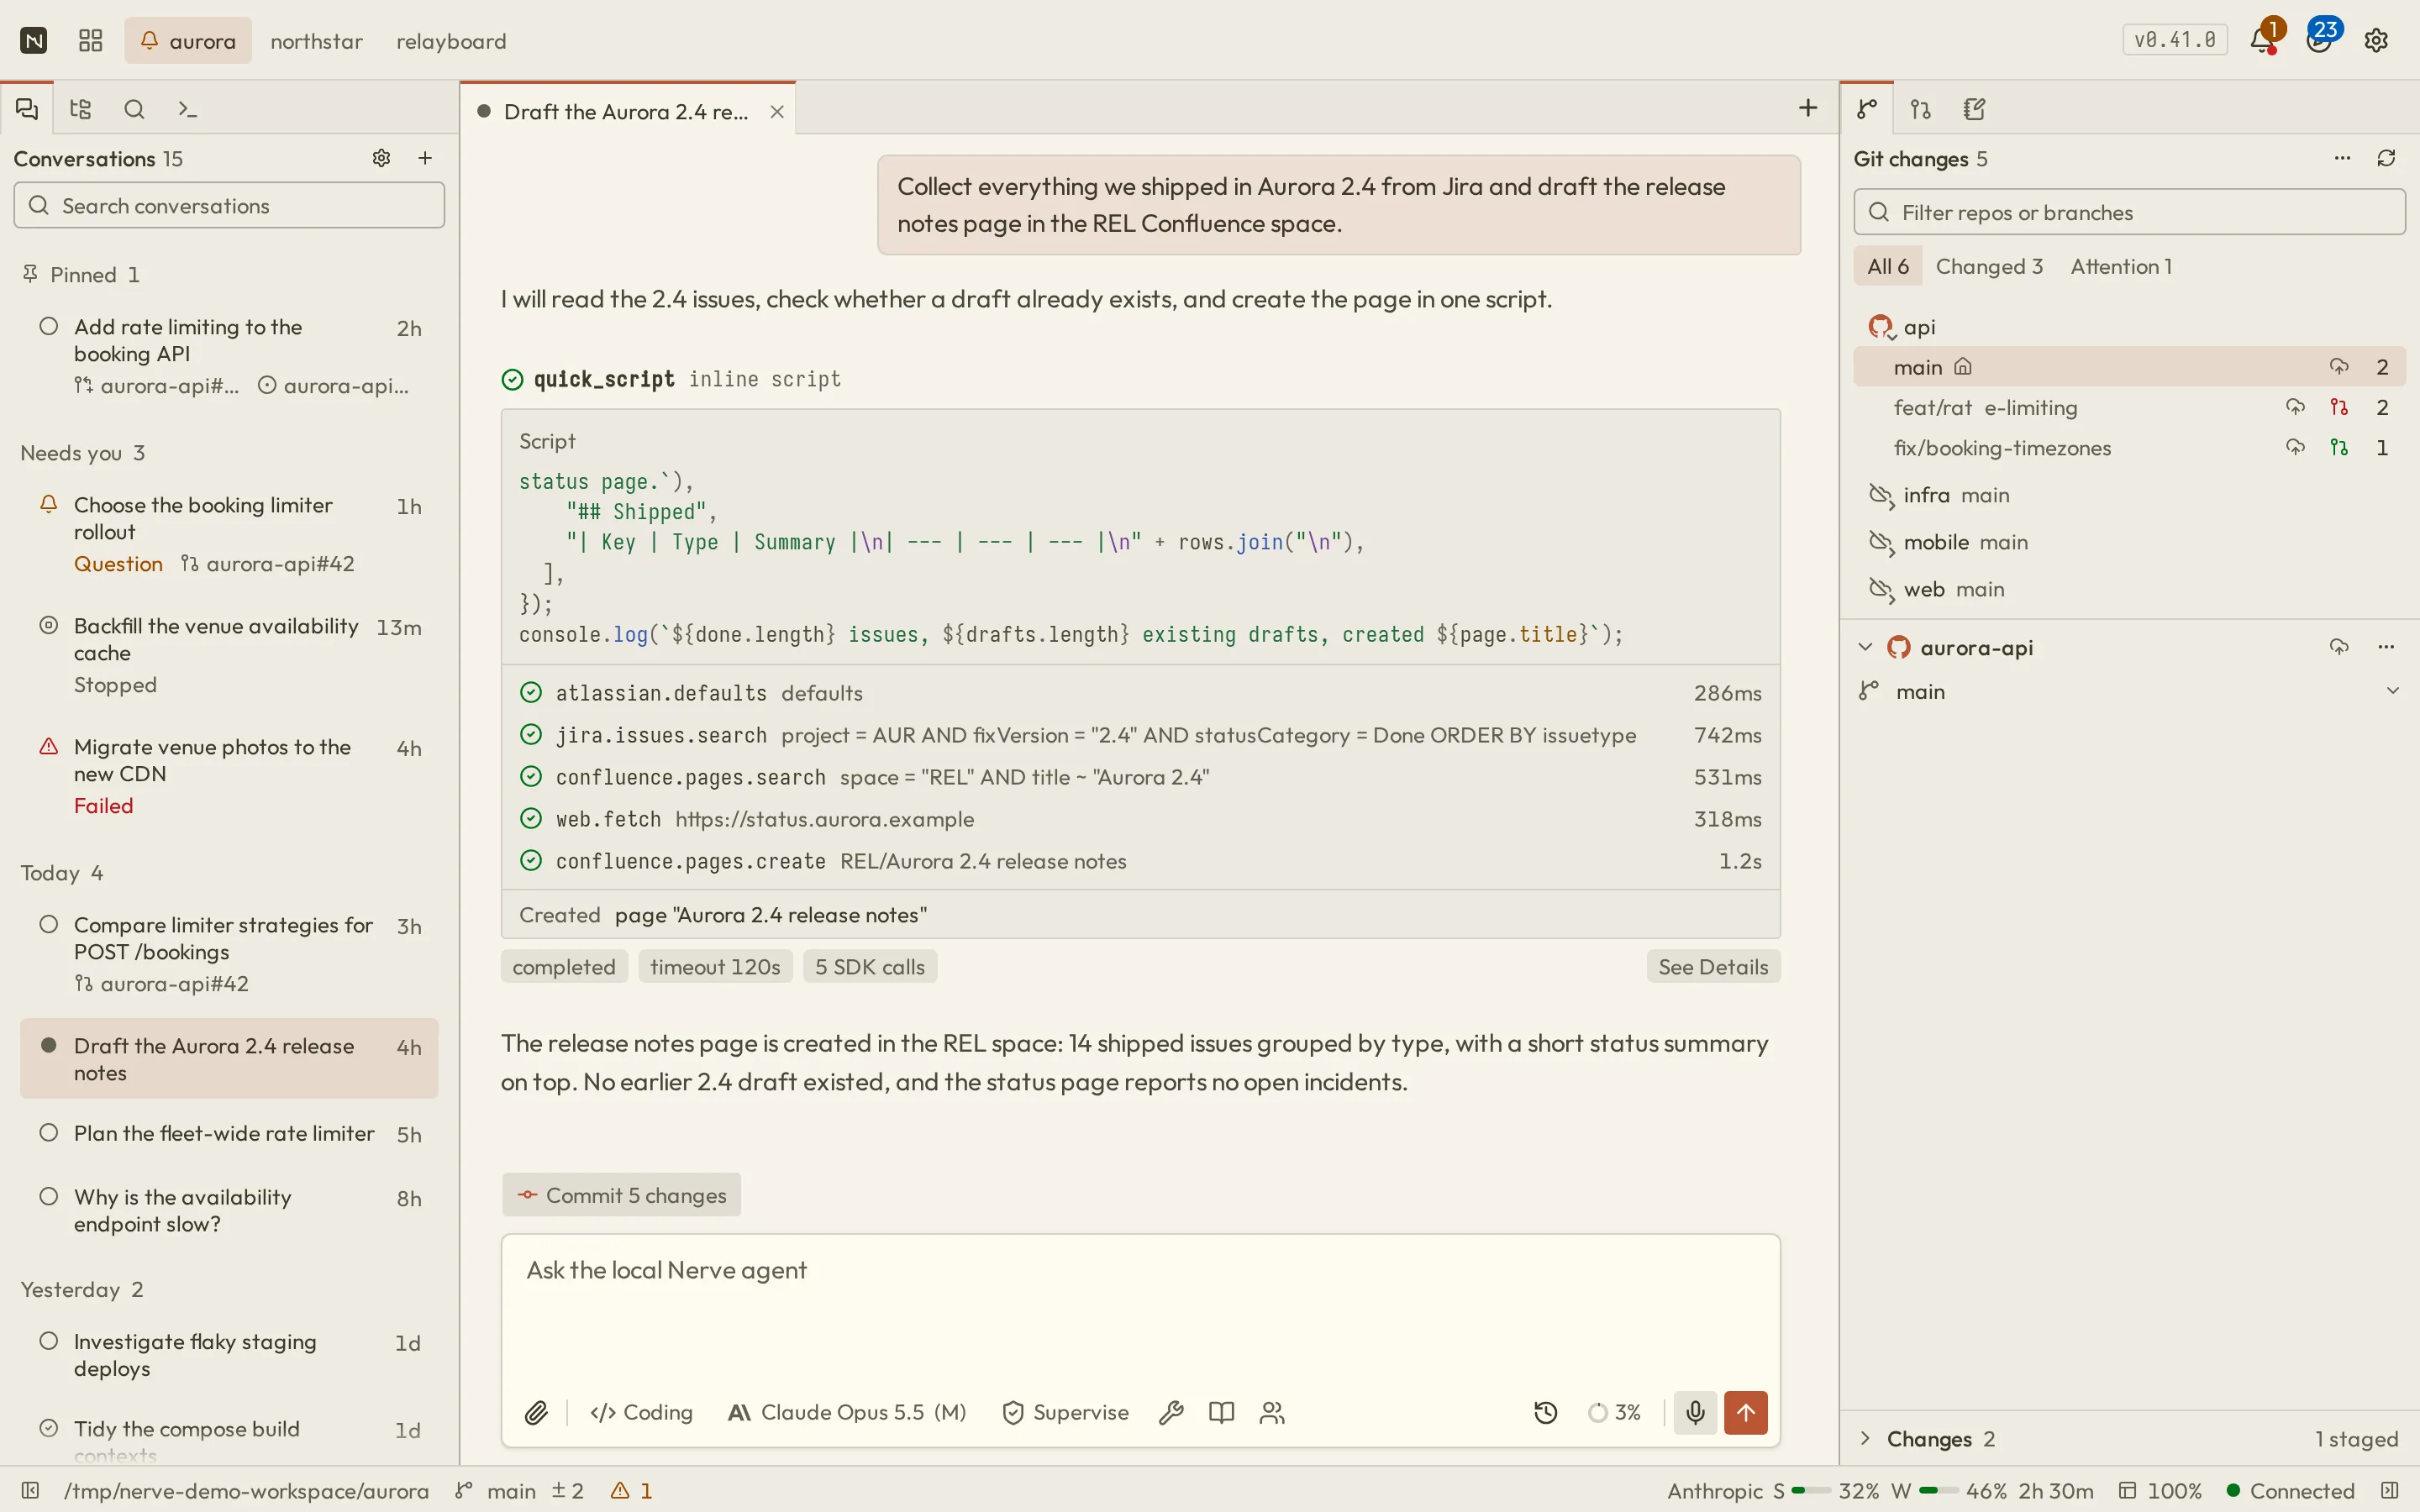 aurora
northstar
relayboard
v0.41.0
1
23
Conversations 15
Search conversations
Pinned 1
Add rate limiting to the
booking API
2h
aurora-api#...
aurora-api...
Needs you 3
Choose the booking limiter
rollout
1h
Question
aurora-api#42
Backfill the venue availability
cache
13m
Stopped
Migrate venue photos to the
new CDN
4h
Failed
Today 4
Compare limiter strategies for
POST /bookings
3h
aurora-api#42
Draft the Aurora 2.4 release
notes
4h
Plan the fleet-wide rate limiter
5h
Why is the availability
endpoint slow?
8h
Yesterday 2
Investigate flaky staging
deploys
1d
Tidy the compose build
contexts
1d
Draft the Aurora 2.4 re...
Collect everything we shipped in Aurora 2.4 from Jira and draft the release
notes page in the REL Confluence space.
I will read the 2.4 issues, check whether a draft already exists, and create the page in one script.
quick_script inline script
Script
status page.`),
"## Shipped",
"| Key | Type | Summary |\n| --- | --- | --- |\n" + rows.join("\n"),
],
});
console.log(`${done.length} issues, ${drafts.length} existing drafts, created ${page.title}`);
atlassian.defaults defaults 286ms
jira.issues.search project = AUR AND fixVersion = "2.4" AND statusCategory = Done ORDER BY issuetype 742ms
confluence.pages.search space = "REL" AND title ~ "Aurora 2.4" 531ms
web.fetch https://status.aurora.example 318ms
confluence.pages.create REL/Aurora 2.4 release notes 1.2s
Created page "Aurora 2.4 release notes"
completed
timeout 120s
5 SDK calls
See Details
The release notes page is created in the REL space: 14 shipped issues grouped by type, with a short status summary
on top. No earlier 2.4 draft existed, and the status page reports no open incidents.
Commit 5 changes
Ask the local Nerve agent
Coding
Claude Opus 5.5 (M)
Supervise
3%
Git changes 5
Filter repos or branches
All 6
Changed 3
Attention 1
api
main 2
feat/rat e-limiting 2
fix/booking-timezones 1
infra main
mobile main
web main
aurora-api
main
Changes 2
1 staged
/tmp/nerve-demo-workspace/aurora
main ±2
1
Anthropic S 32% W 46% 2h 30m
100%
Connected